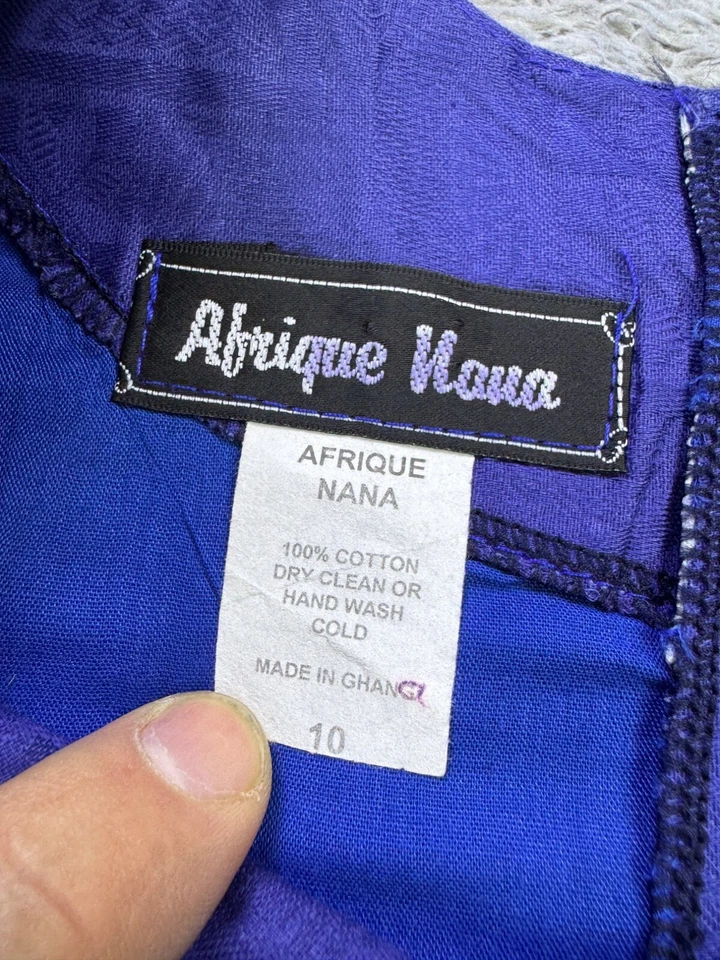 Afrique Nana
AFRIQUE
NANA
100% COTTON
DRY CLEAN OR
HAND WASH
COLD
MADE IN GHANa
10